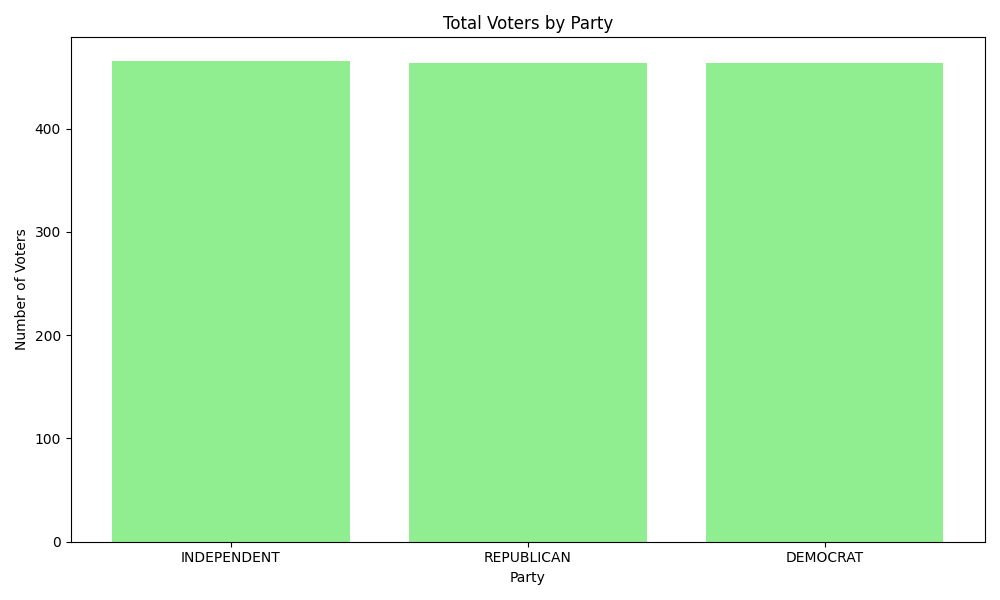 Total Voters by Party
Number of Voters
400
300
200
100
0
INDEPENDENT
REPUBLICAN
DEMOCRAT
Party